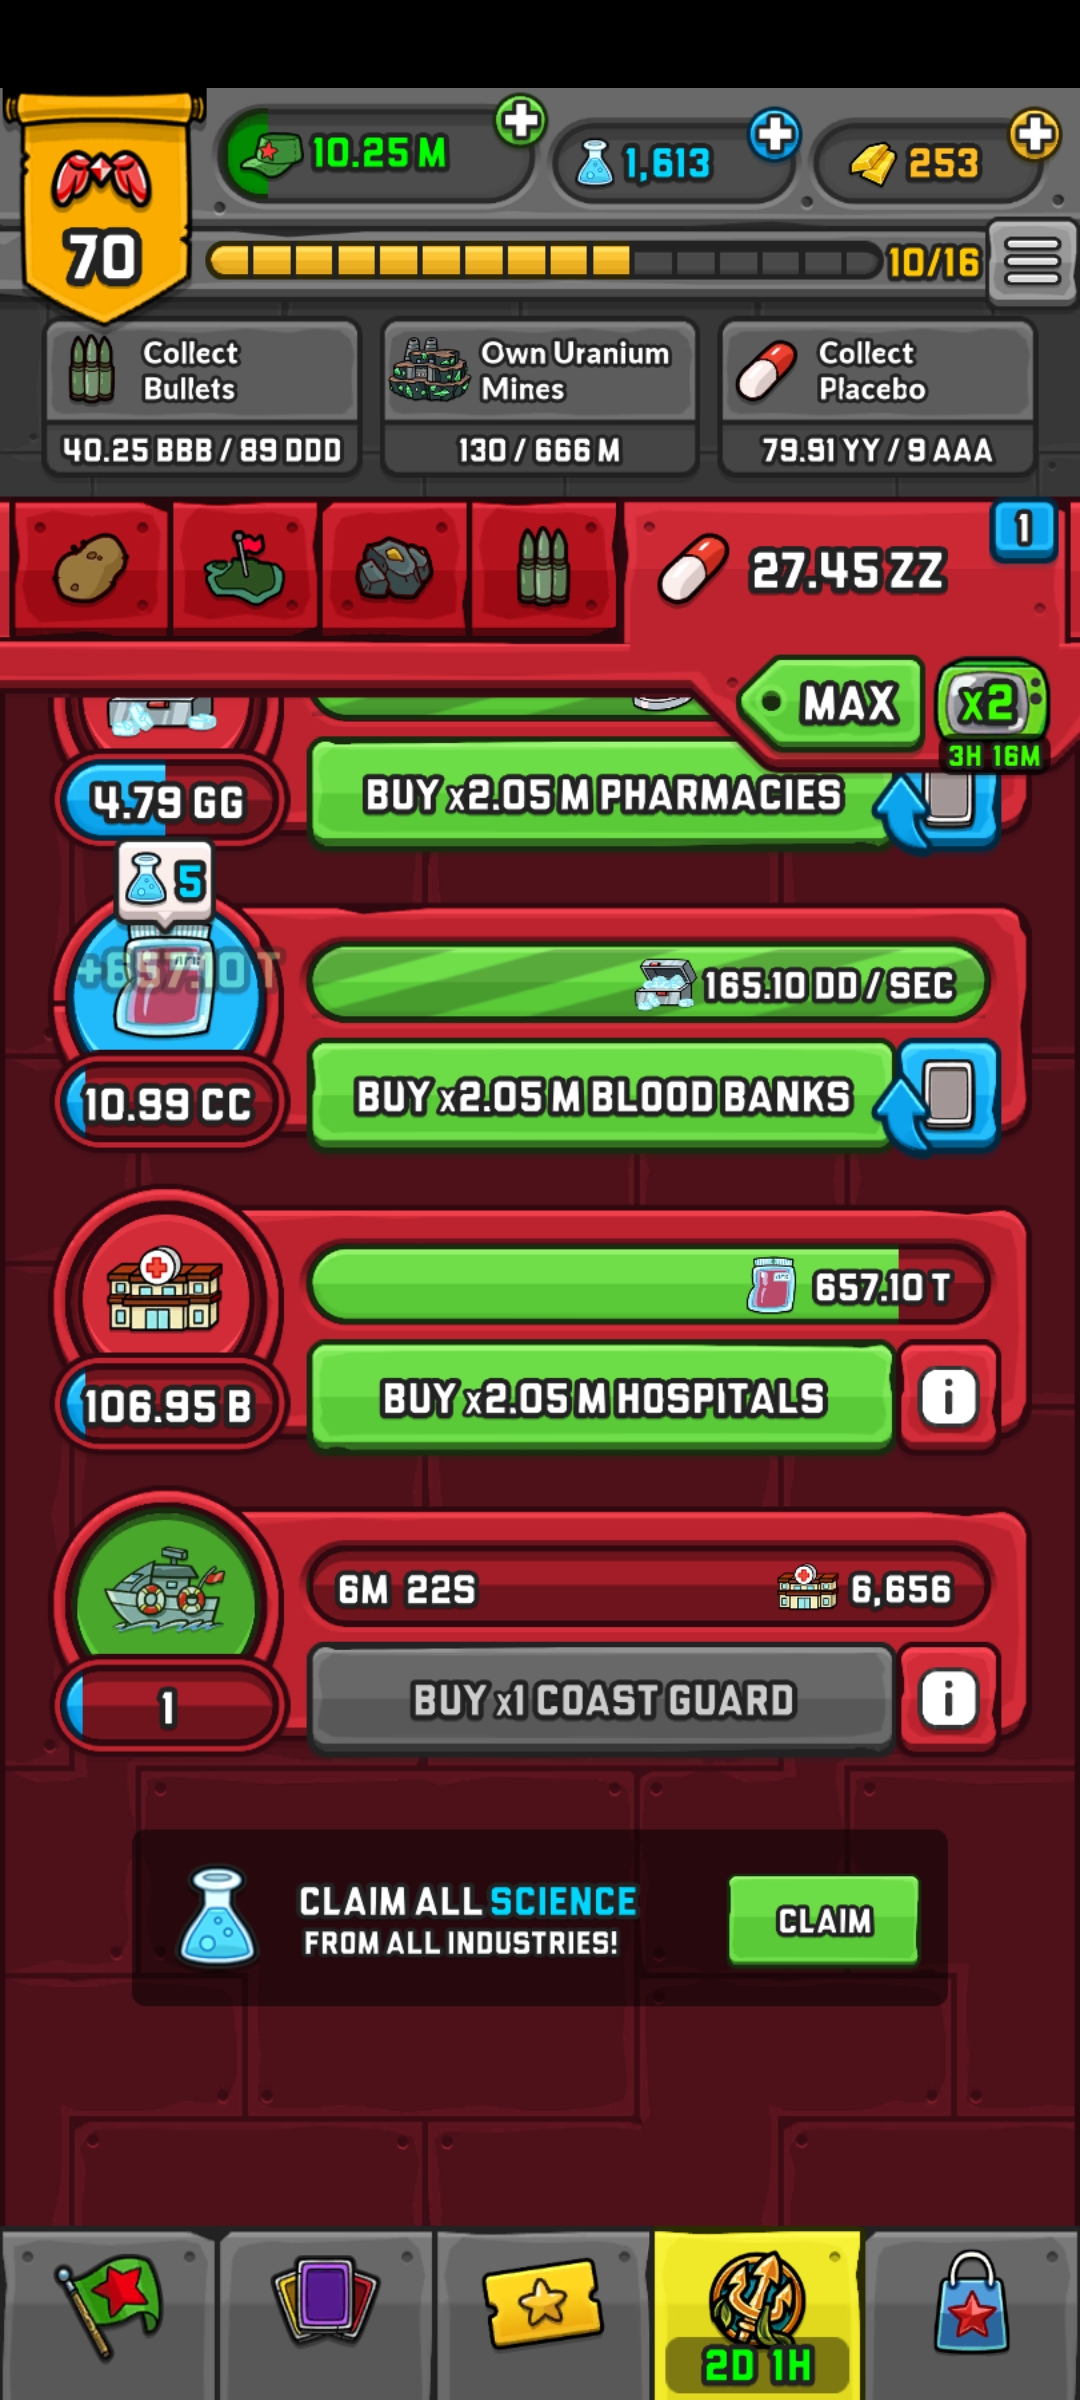 10.25 M
1,613
253
70
10/16
Collect
Bullets
Own Uranium
Mines
Collect
Placebo
40.25 BBB / 89 DDD
130 / 666 M
79.91 YY / 9 AAA
1
27.45 ZZ
MAX
x2
3H 16M
4.79 GG
BUY x2.05 M PHARMACIES
5
+657.10 T
165.10 DD / SEC
10.99 CC
BUY x2.05 M BLOOD BANKS
657.10 T
106.95 B
BUY x2.05 M HOSPITALS
i
6M 22S
6,656
1
BUY x1 COAST GUARD
i
CLAIM ALL SCIENCE
FROM ALL INDUSTRIES!
CLAIM
2D 1H